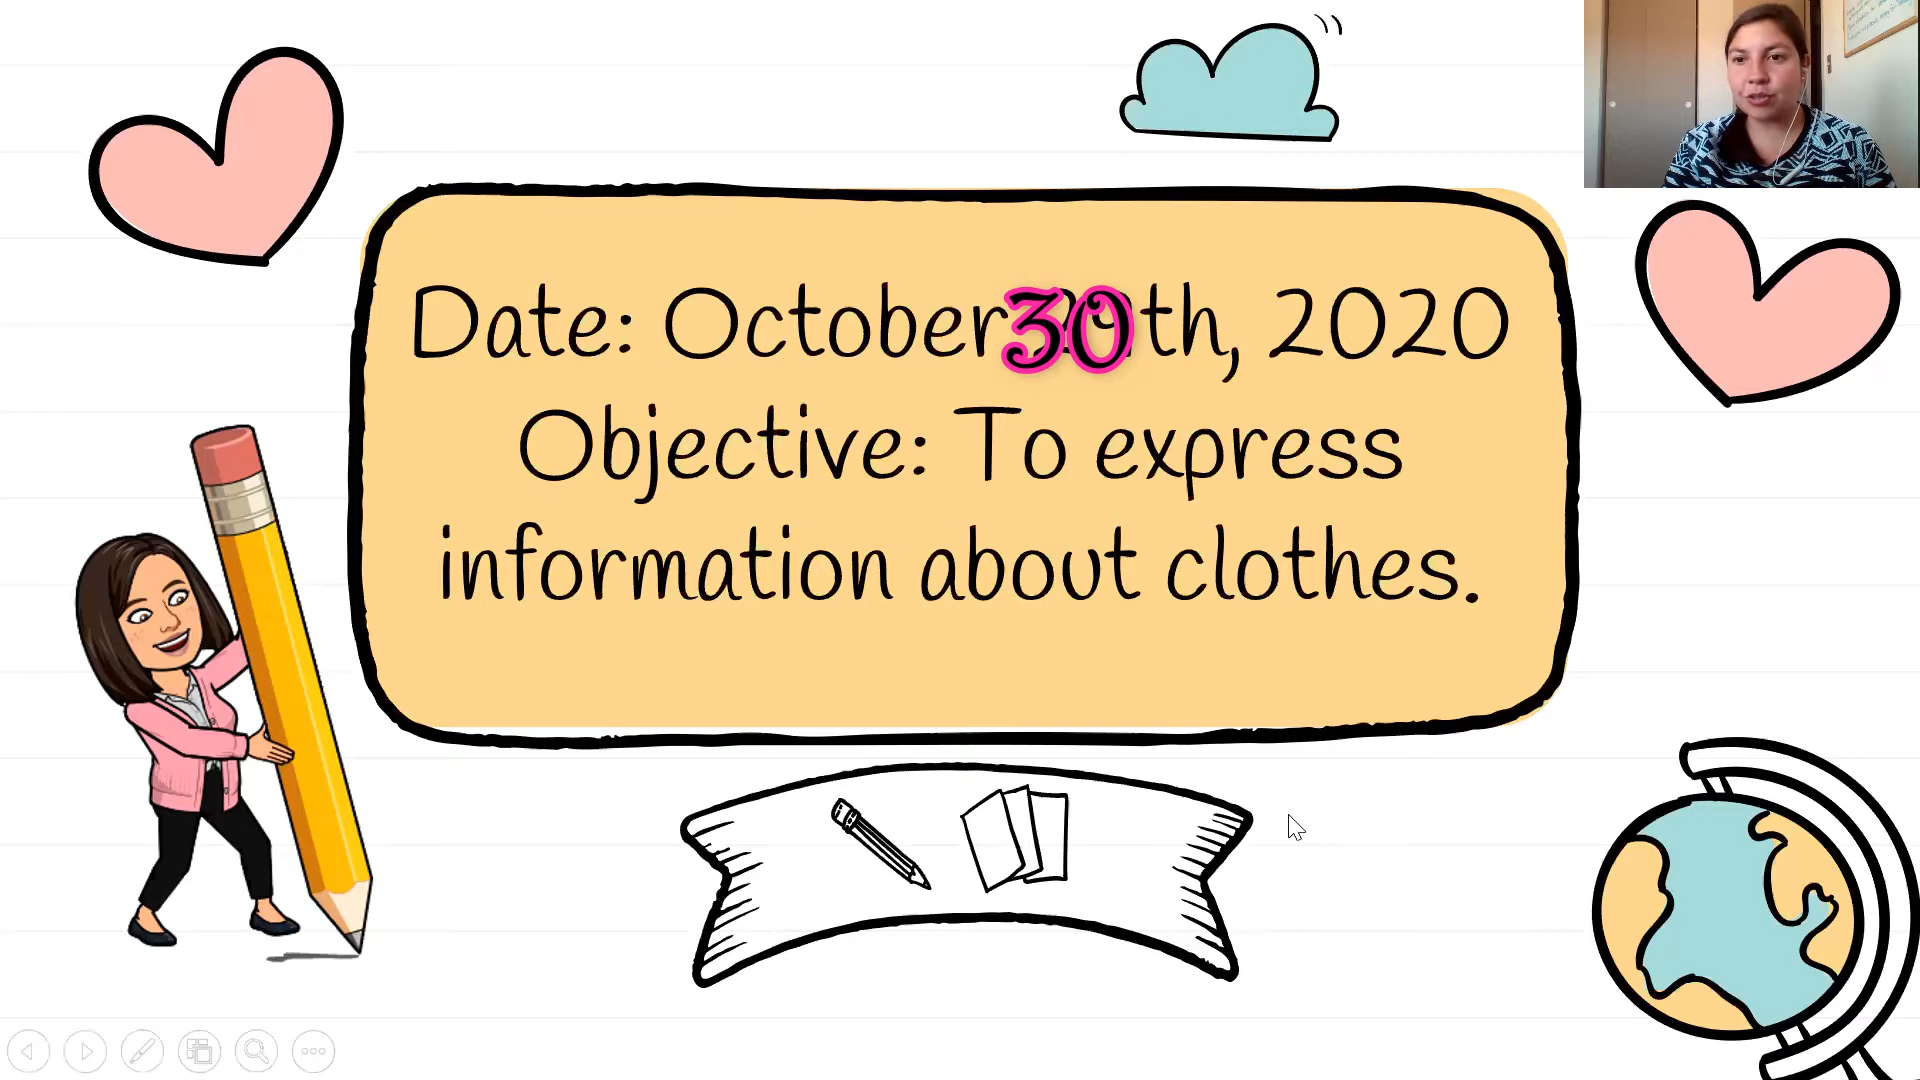 Date: October 30th, 2020
Objective: To express
information about clothes.